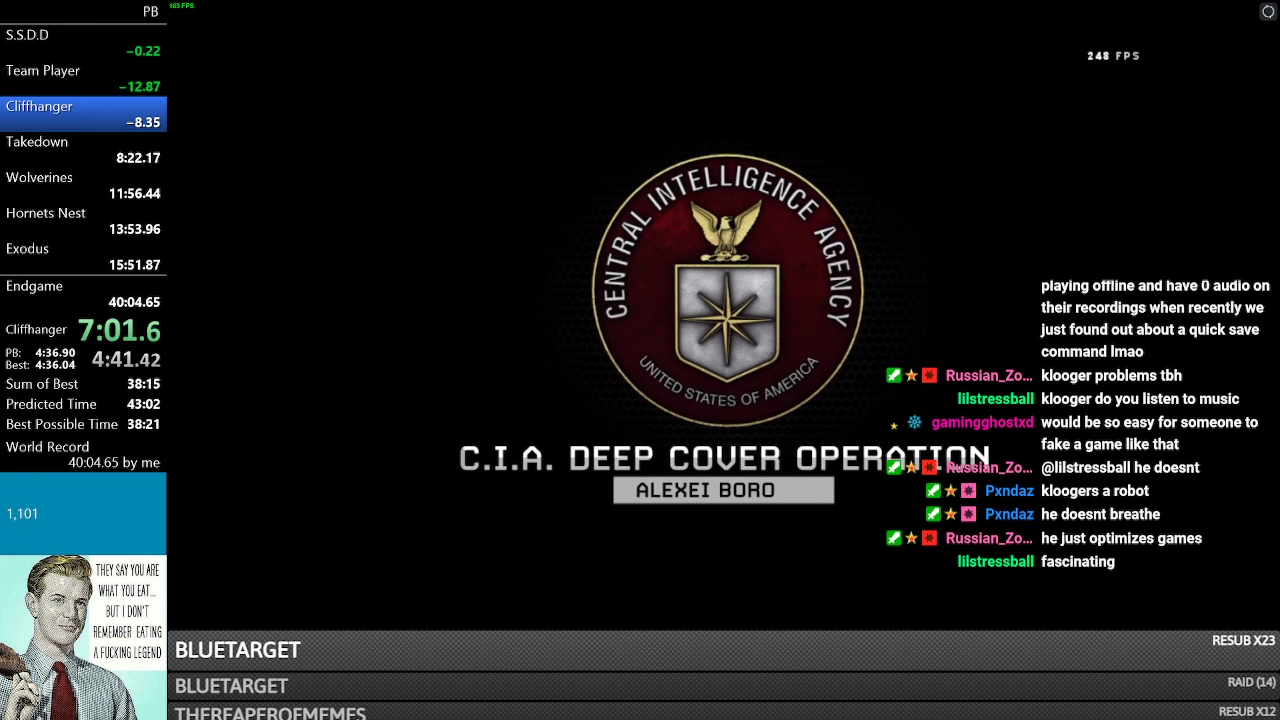 PB
163 FPS
S.S.D.D
−0.22
Team Player
−12.87
Cliffhanger
−8.35
Takedown
8:22.17
Wolverines
11:56.44
Hornets Nest
13:53.96
Exodus
15:51.87
Endgame
40:04.65
Cliffhanger 7:01.6
PB: 4:36.90
Best: 4:36.04
4:41.42
Sum of Best 38:15
Predicted Time 43:02
Best Possible Time 38:21
World Record
40:04.65 by me
1,101
THEY SAY YOU ARE
WHAT YOU EAT...
BUT I DON'T
REMEMBER EATING
A FUCKING LEGEND
248 FPS
CENTRAL INTELLIGENCE AGENCY
UNITED STATES OF AMERICA
C.I.A. DEEP COVER OPERATION
ALEXEI BORO
playing offline and have 0 audio on
their recordings when recently we
just found out about a quick save
command lmao
Russian_Zo... klooger problems tbh
lilstressball klooger do you listen to music
gamingghostxd would be so easy for someone to
fake a game like that
Russian_Zo... @lilstressball he doesnt
Pxndaz kloogers a robot
Pxndaz he doesnt breathe
Russian_Zo... he just optimizes games
lilstressball fascinating
BLUETARGET RESUB X23
BLUETARGET RAID (14)
THEREAPEROFMEMES RESUB X12